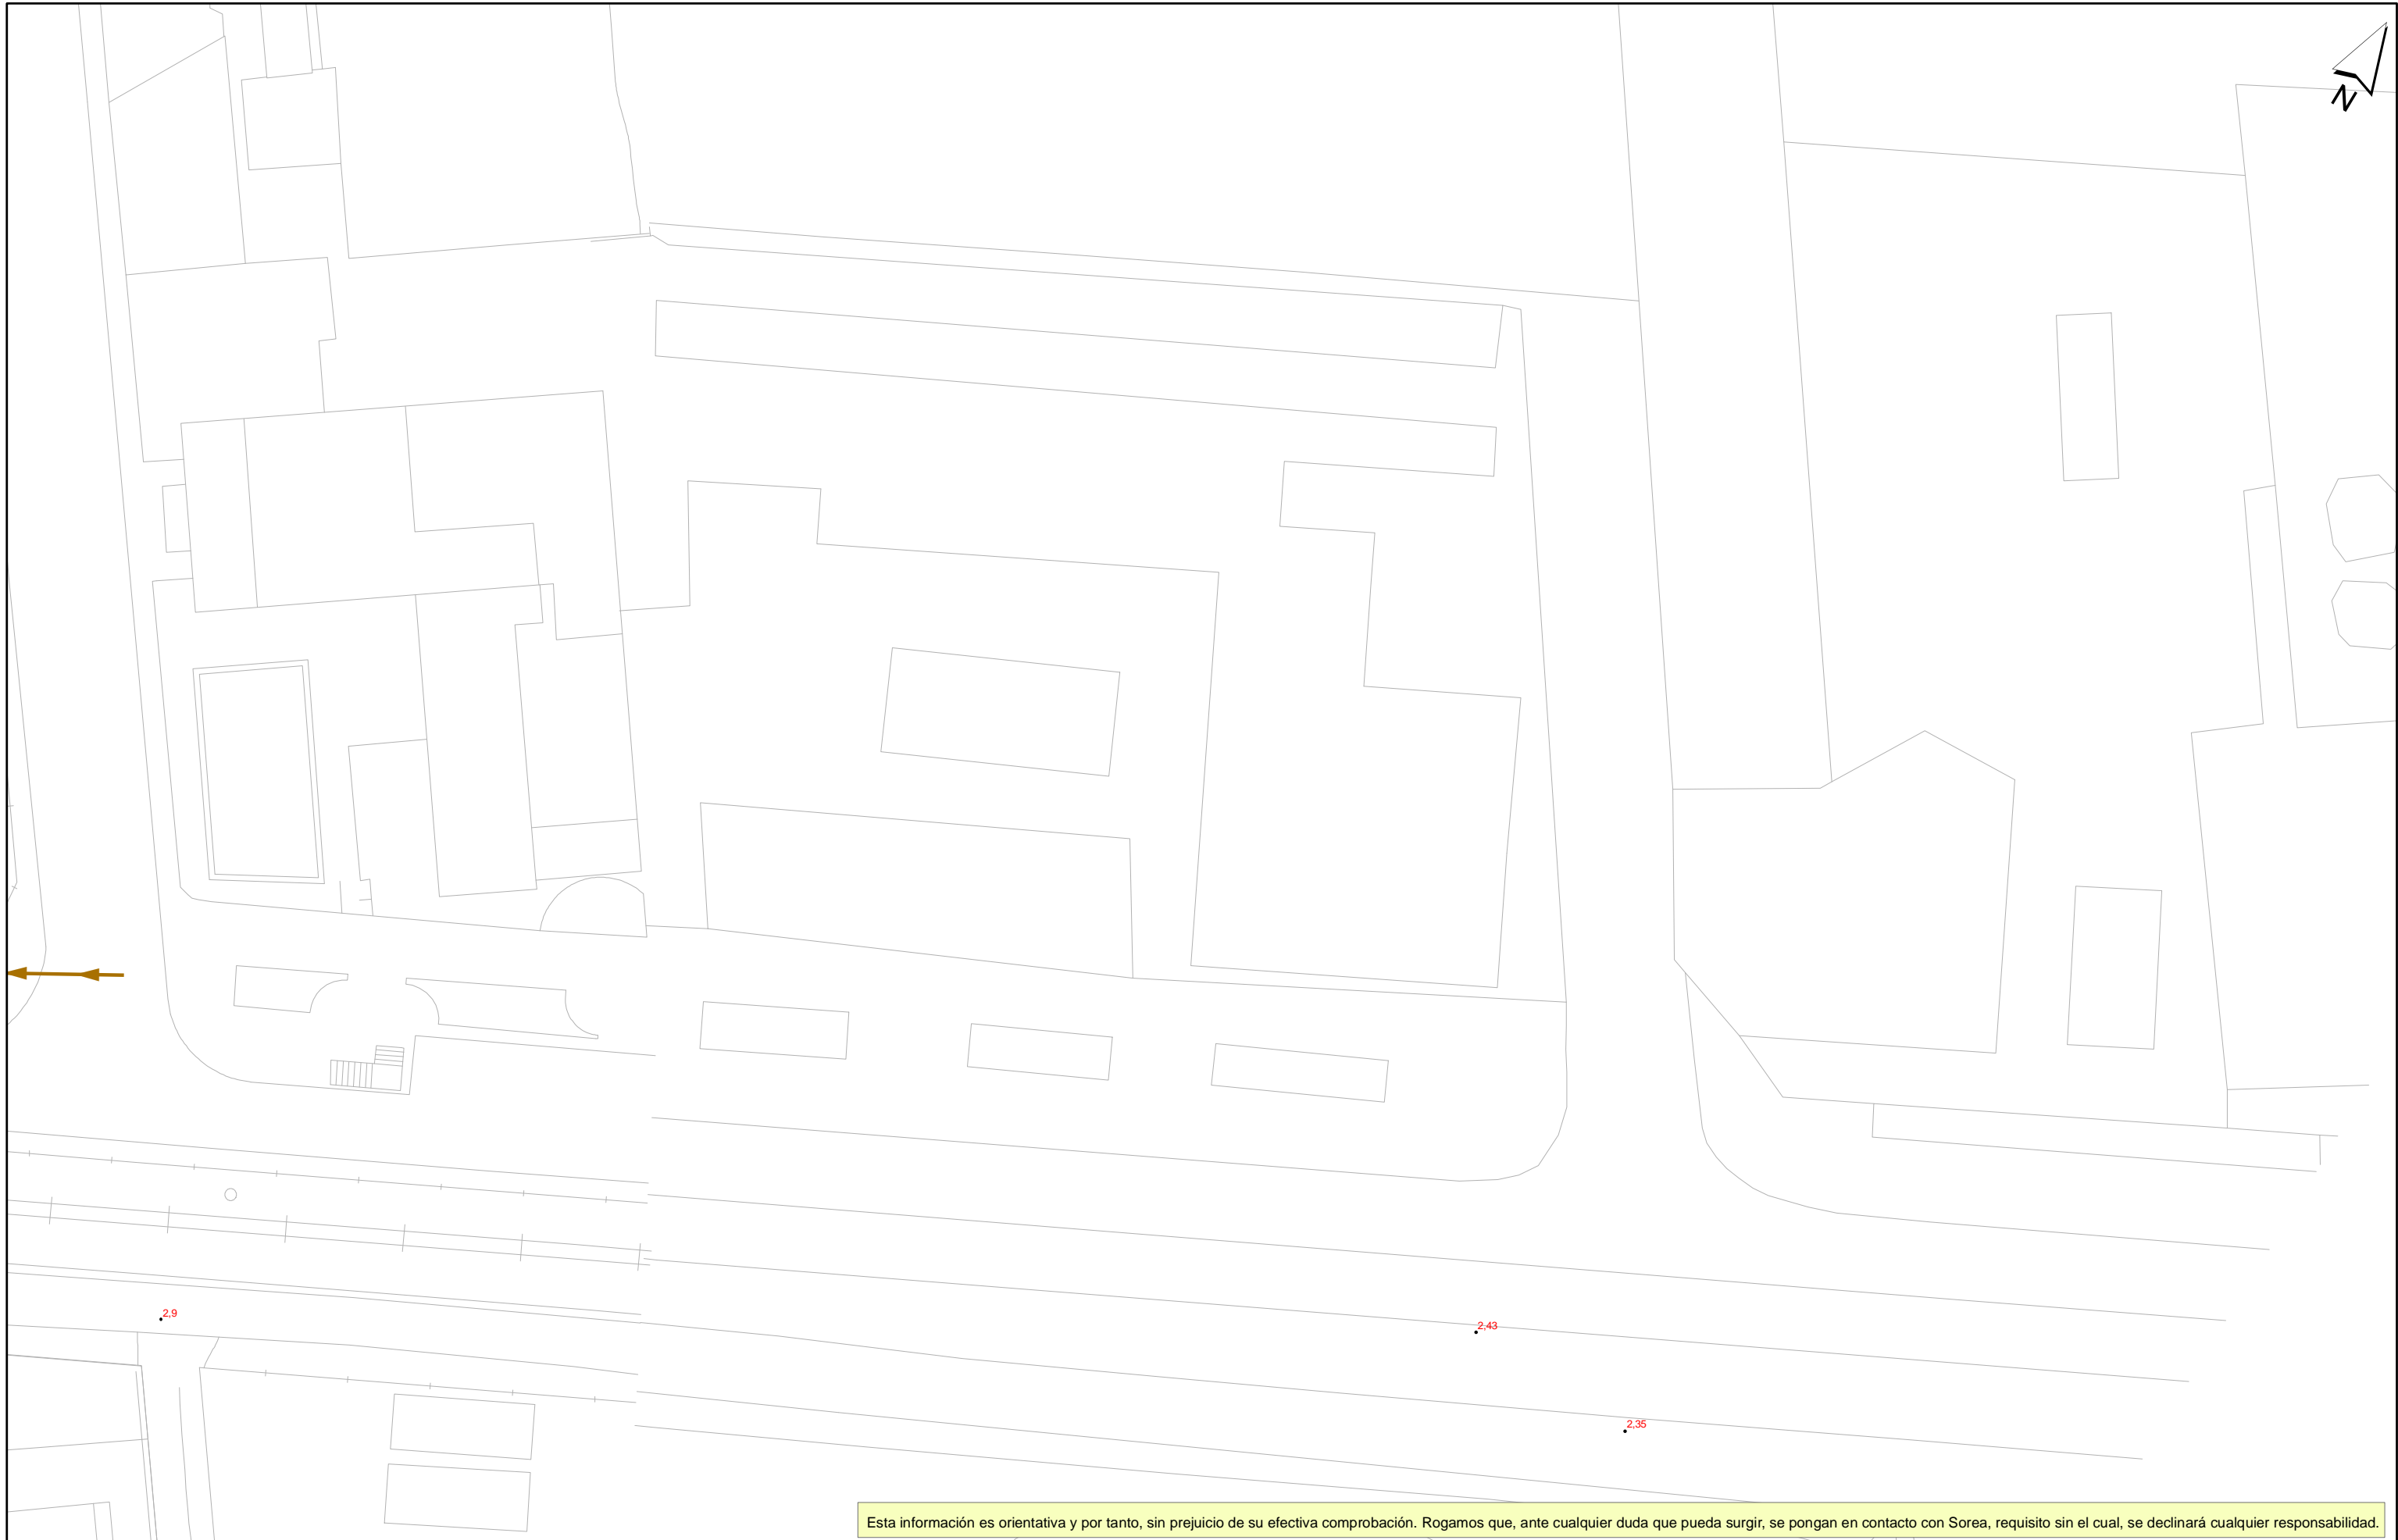 N
2,9
2,43
2,35
Esta información es orientativa y por tanto, sin prejuicio de su efectiva comprobación. Rogamos que, ante cualquier duda que pueda surgir, se pongan en contacto con Sorea, requisito sin el cual, se declinará cualquier responsabilidad.